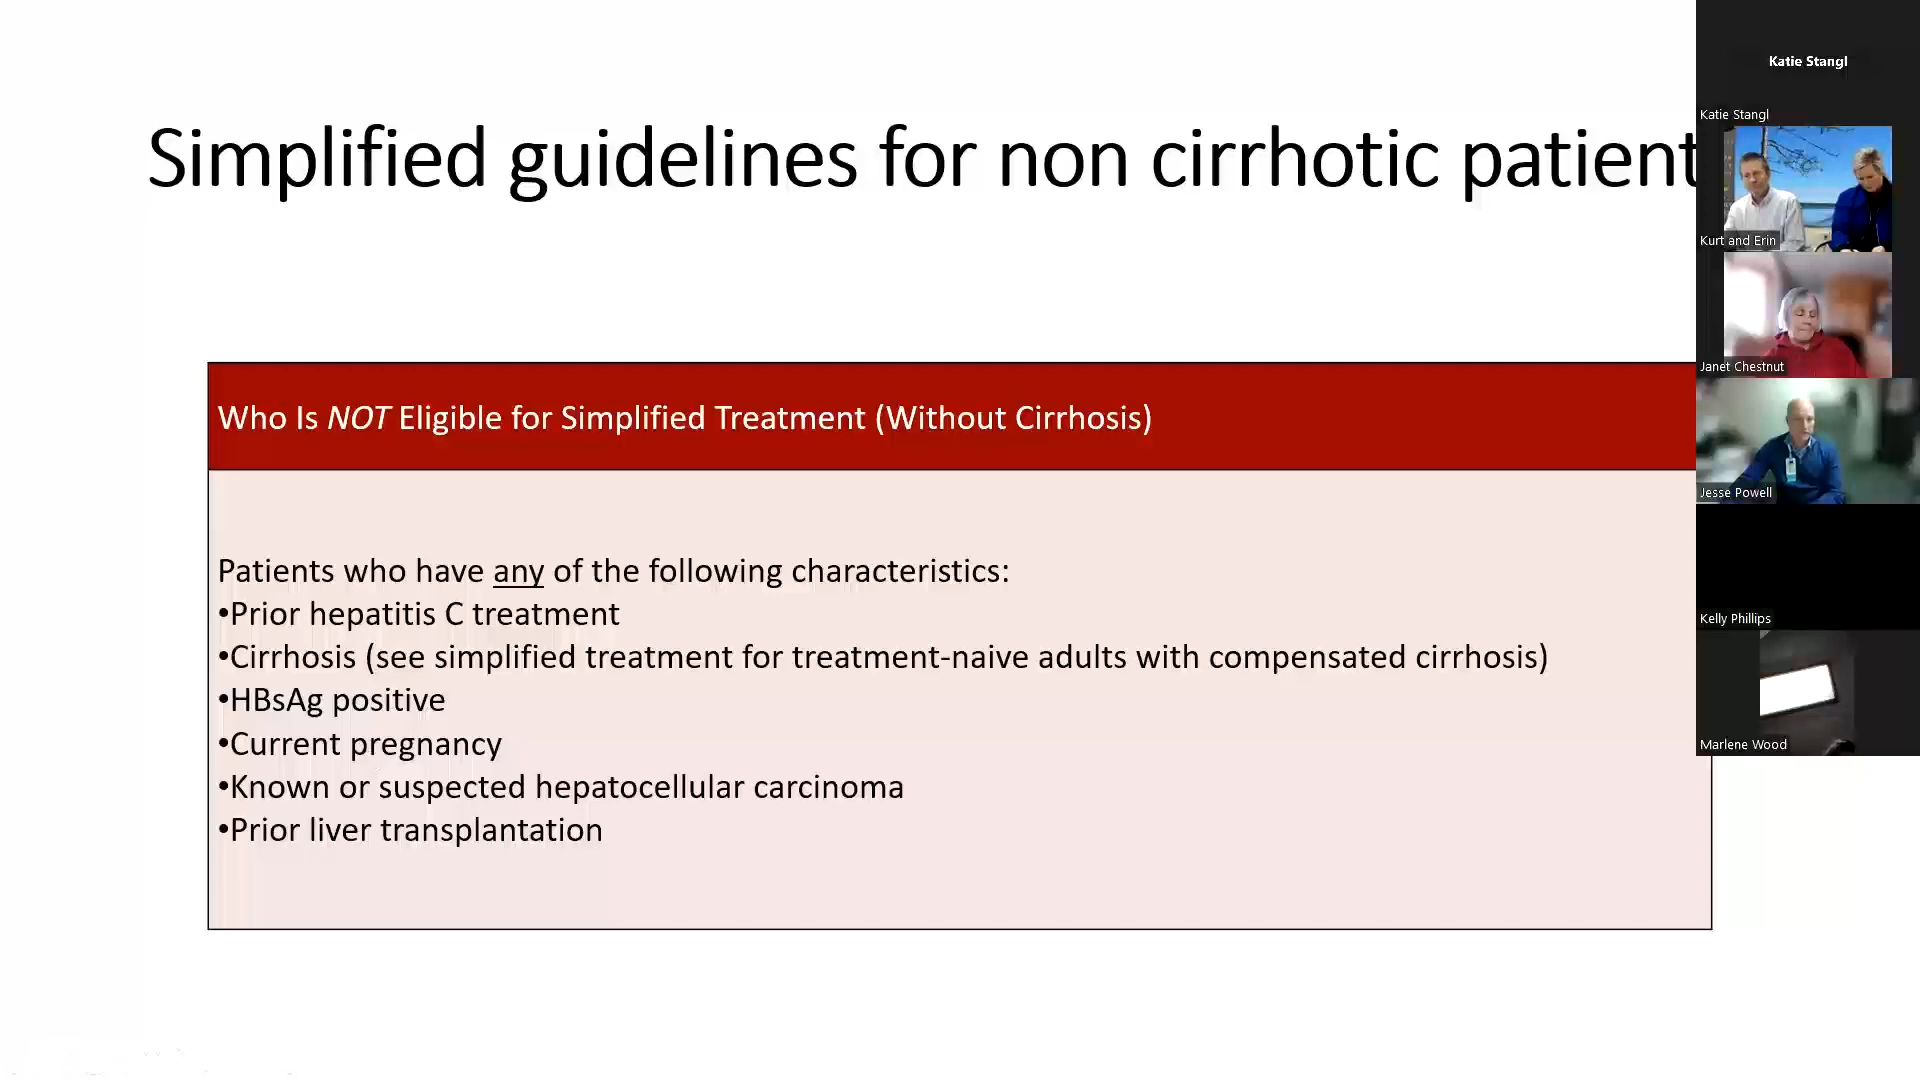 Simplified guidelines for non cirrhotic patient
Who Is NOT Eligible for Simplified Treatment (Without Cirrhosis)
Patients who have any of the following characteristics:
•Prior hepatitis C treatment
•Cirrhosis (see simplified treatment for treatment-naive adults with compensated cirrhosis)
•HBsAg positive
•Current pregnancy
•Known or suspected hepatocellular carcinoma
•Prior liver transplantation
Katie Stangl
Katie Stangl
Kurt and Erin
Janet Chestnut
Jesse Powell
Kelly Phillips
Marlene Wood